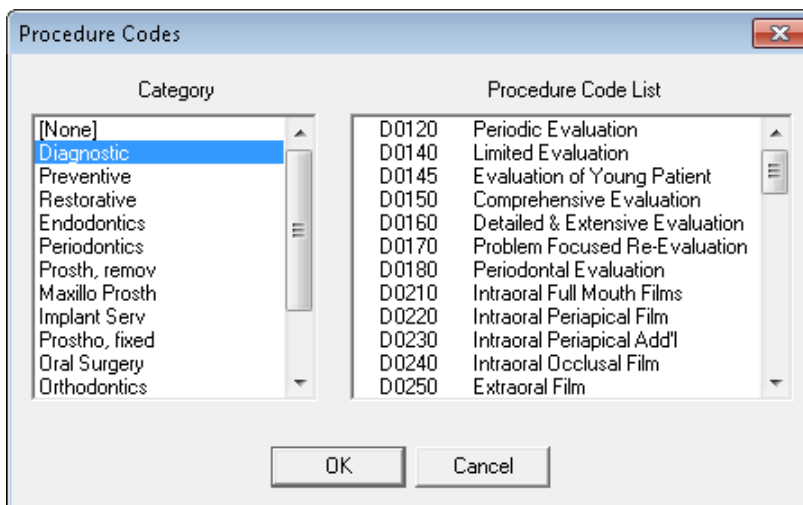 Procedure Codes
Category
[None]
Diagnostic
Preventive
Restorative
Endodontics
Periodontics
Prosth, remov
Maxillo Prosth
Implant Serv
Prostho, fixed
Oral Surgery
Orthodontics
Procedure Code List
D0120 Periodic Evaluation
D0140 Limited Evaluation
D0145 Evaluation of Young Patient
D0150 Comprehensive Evaluation
D0160 Detailed & Extensive Evaluation
D0170 Problem Focused Re-Evaluation
D0180 Periodontal Evaluation
D0210 Intraoral Full Mouth Films
D0220 Intraoral Periapical Film
D0230 Intraoral Periapical Add'l
D0240 Intraoral Occlusal Film
D0250 Extraoral Film
OK
Cancel